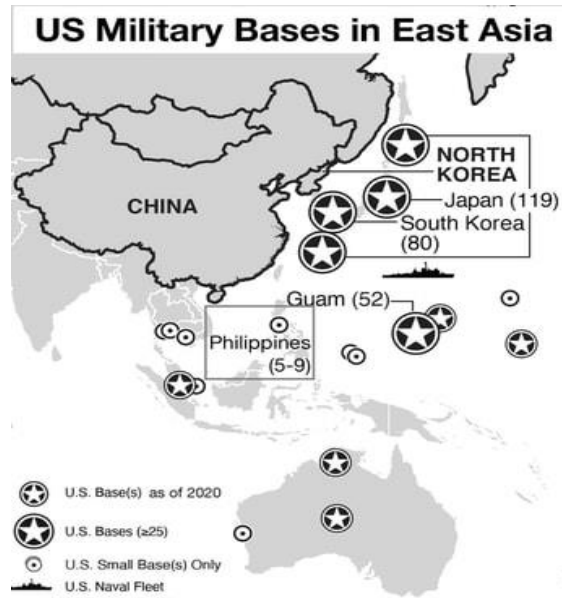 US Military Bases in East Asia
NORTH
KOREA
CHINA
Japan (119)
South Korea
(80)
Guam (52)
Philippines
(5-9)
U.S. Base(s) as of 2020
U.S. Bases (≥25)
U.S. Small Base(s) Only
U.S. Naval Fleet